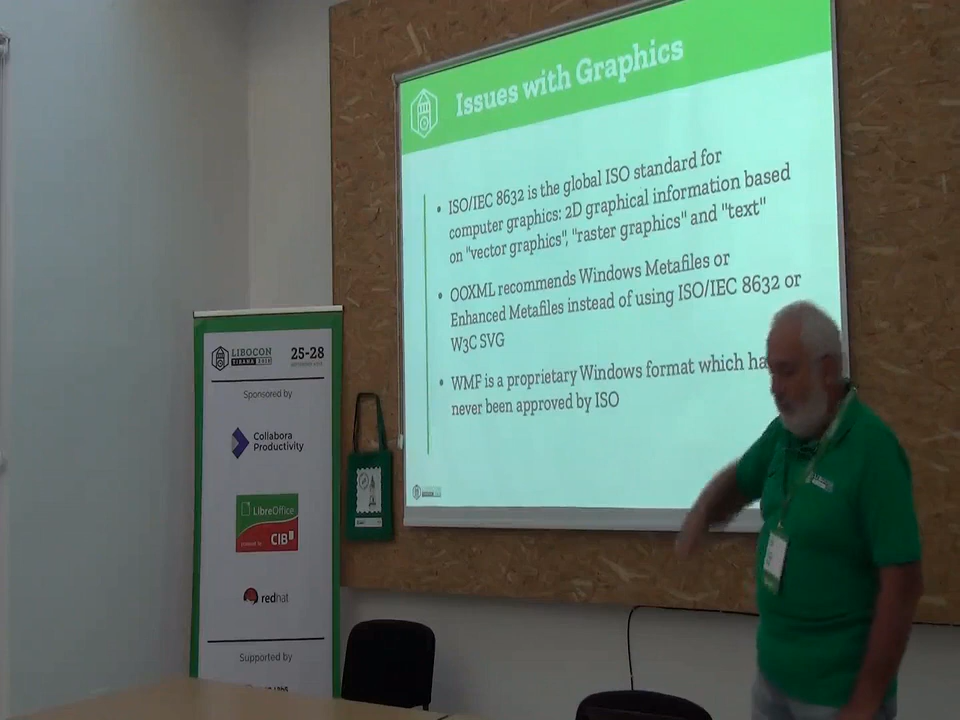 Issues with Graphics
• ISO/IEC 8632 is the global ISO standard for
computer graphics: 2D graphical information based
on "vector graphics", "raster graphics" and "text"
• OOXML recommends Windows Metafiles or
Enhanced Metafiles instead of using ISO/IEC 8632 or
W3C SVG
• WMF is a proprietary Windows format which ha
never been approved by ISO
LIBOCON
25-28
Sponsored by
Collabora
Productivity
LibreOffice
CIB
redhat
Supported by